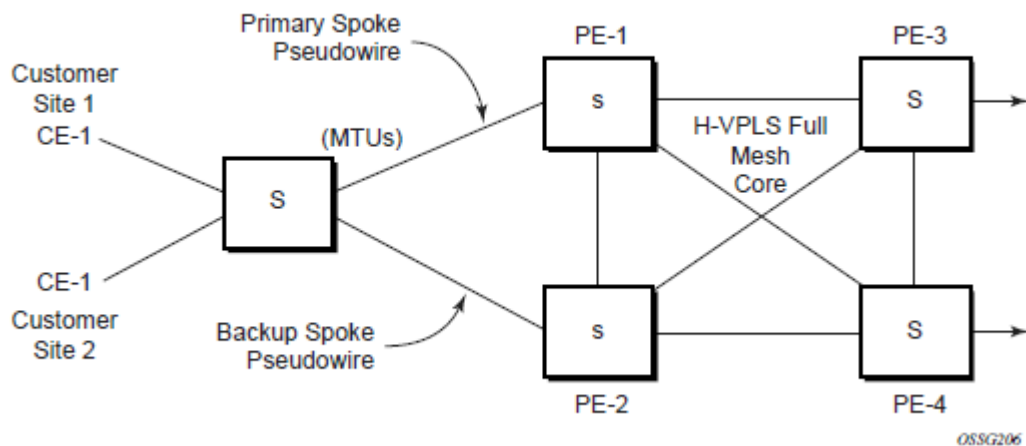 Primary Spoke
Pseudowire
PE-1
PE-3
Customer
Site 1
CE-1
(MTUs)
s
S
H-VPLS Full
Mesh
Core
S
CE-1
Customer
Site 2
Backup Spoke
Pseudowire
s
S
PE-2
PE-4
OSSG206